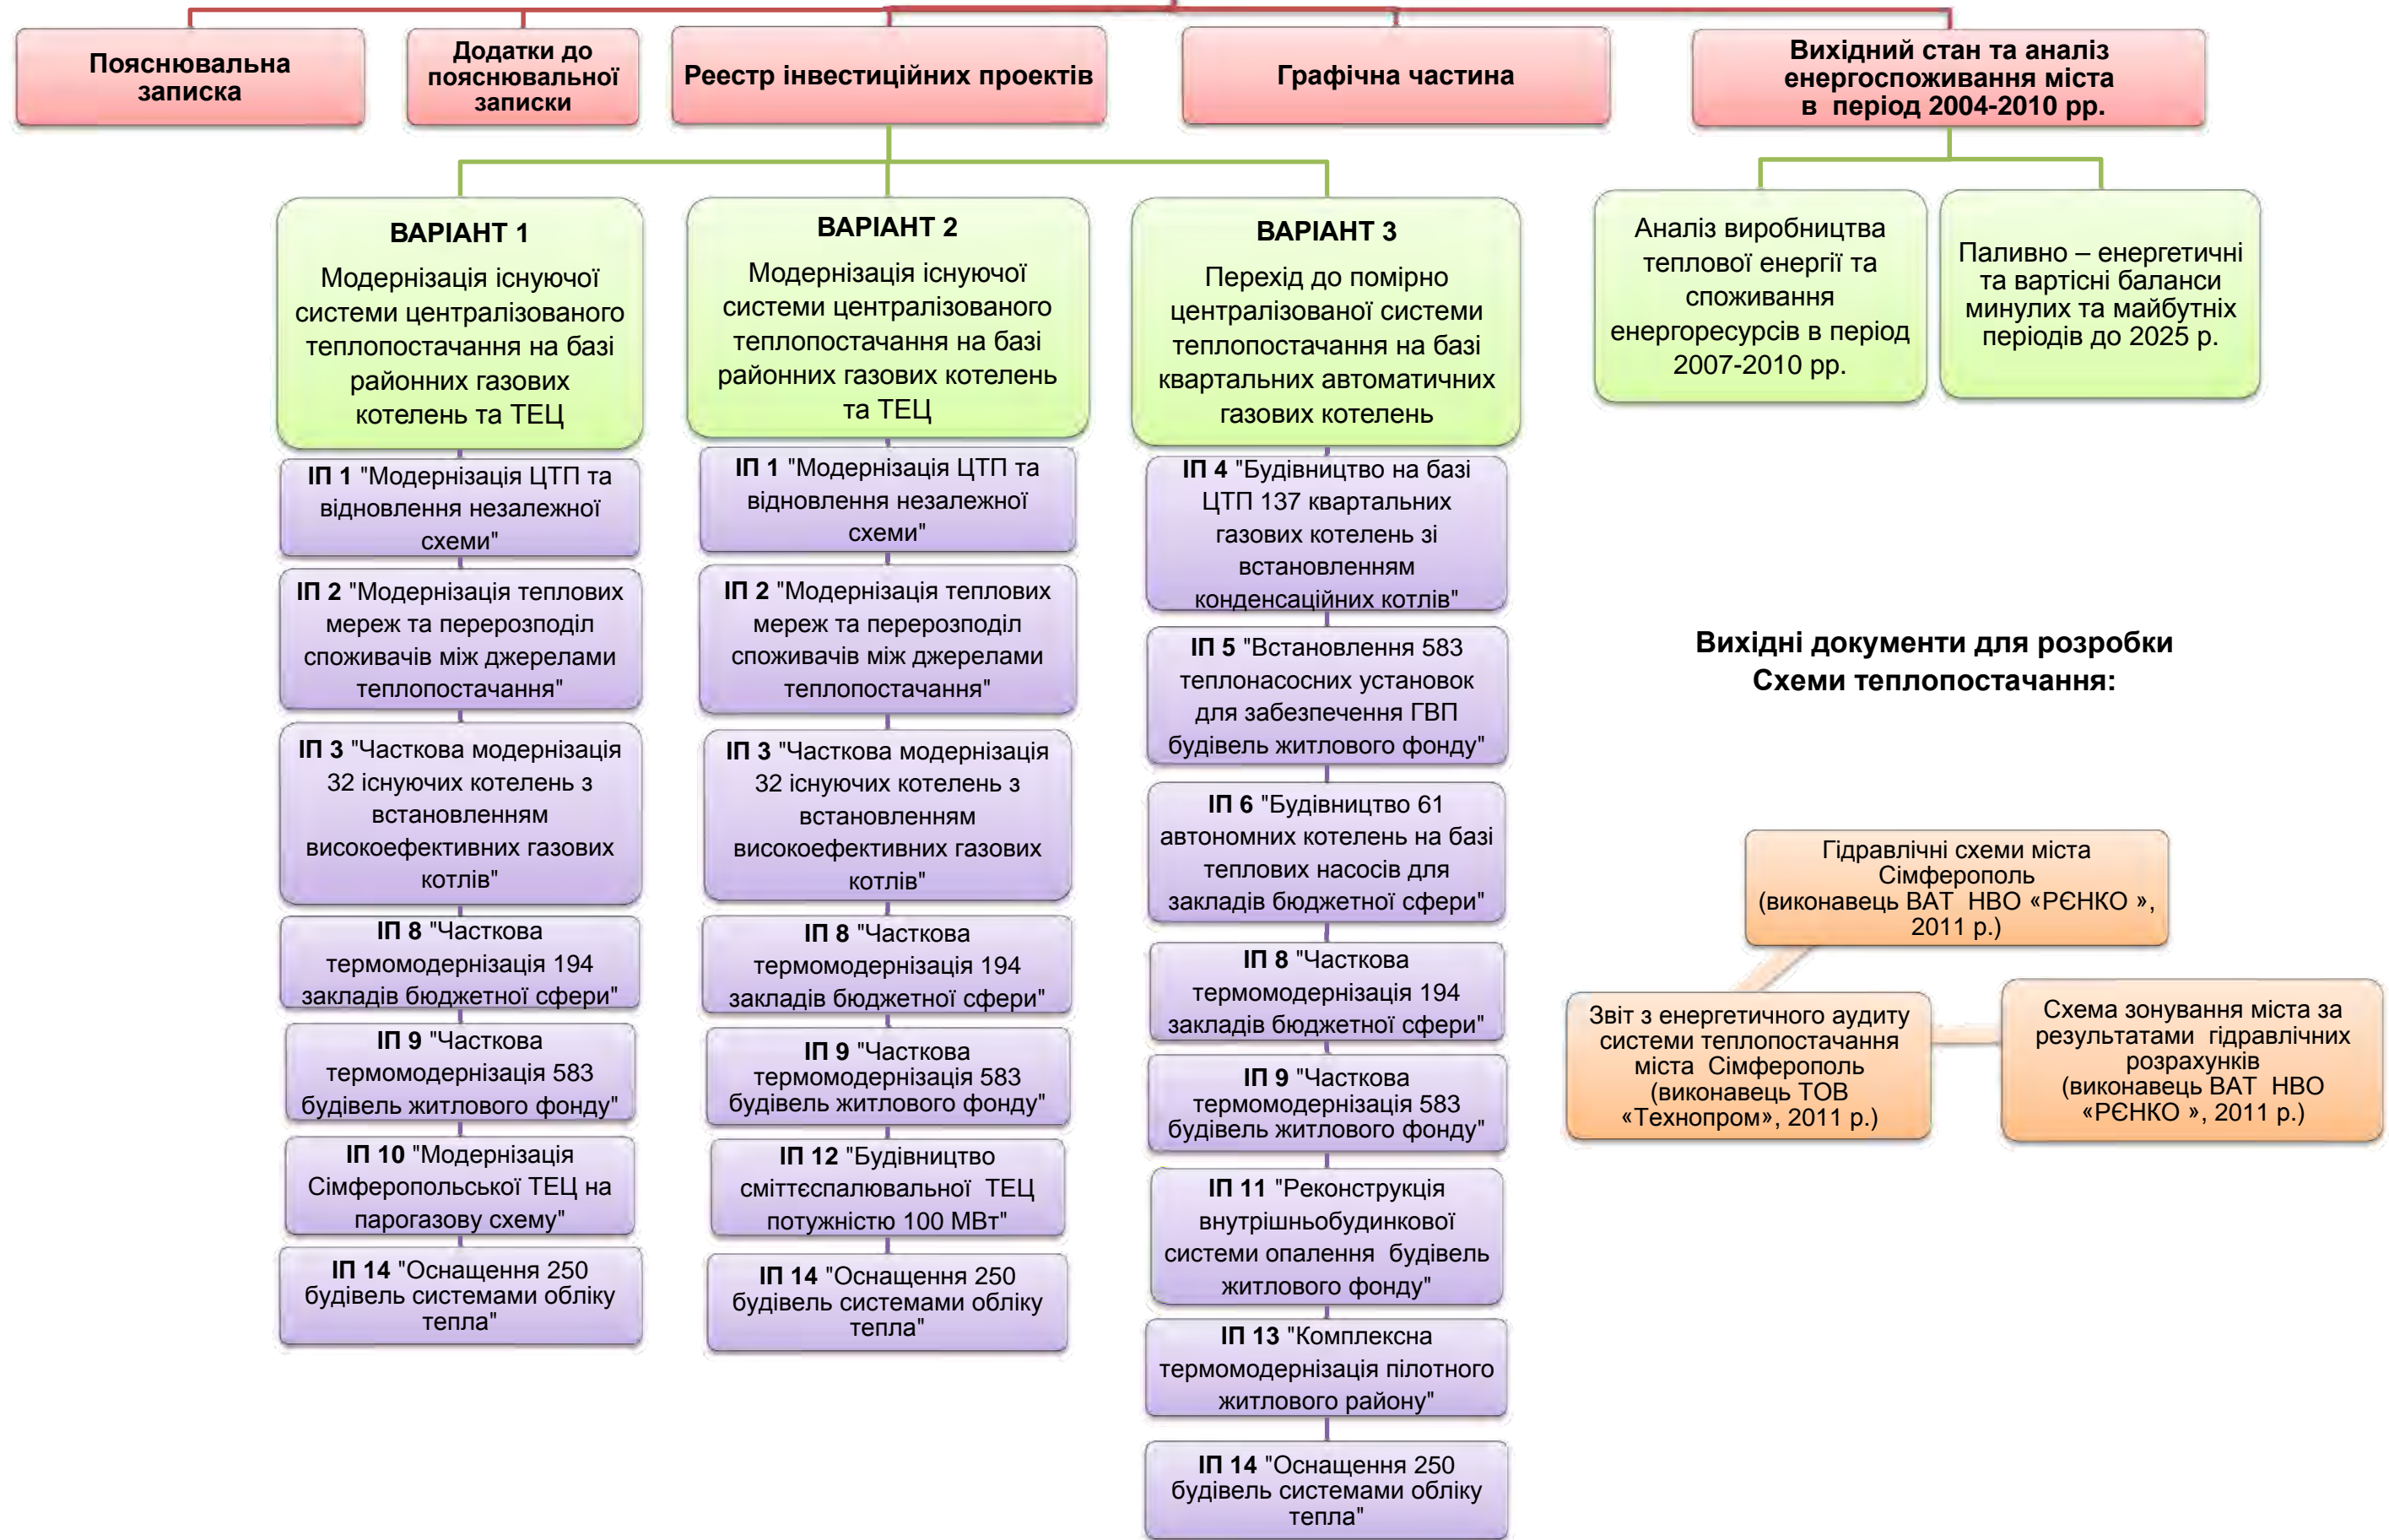 Пояснювальна
записка
Додатки до
пояснювальної
записки
Реестр інвестиційних проектів
Графічна частина
Вихідний стан та аналіз
енергоспоживання міста
в період 2004-2010 рр.
ВАРІАНТ 1
Модернізація існуючої
системи централізованого
теплопостачання на базі
районних газових
котелень та ТЕЦ
ІП 1 "Модернізація ЦТП та
відновлення незалежної
схеми"
ІП 2 "Модернізація теплових
мереж та перерозподіл
споживачів між джерелами
теплопостачання"
ІП 3 "Часткова модернізація
32 існуючих котелень з
встановленням
високоефективних газових
котлів"
ІП 8 "Часткова
термомодернізація 194
закладів бюджетної сфери"
ІП 9 "Часткова
термомодернізація 583
будівель житлового фонду"
ІП 10 "Модернізація
Сімферопольської ТЕЦ на
парогазову схему"
ІП 14 "Оснащення 250
будівель системами обліку
тепла"
ВАРІАНТ 2
Модернізація існуючої
системи централізованого
теплопостачання на базі
районних газових котелень
та ТЕЦ
ІП 1 "Модернізація ЦТП та
відновлення незалежної
схеми"
ІП 2 "Модернізація теплових
мереж та перерозподіл
споживачів між джерелами
теплопостачання"
ІП 3 "Часткова модернізація
32 існуючих котелень з
встановленням
високоефективних газових
котлів"
ІП 8 "Часткова
термомодернізація 194
закладів бюджетної сфери"
ІП 9 "Часткова
термомодернізація 583
будівель житлового фонду"
ІП 12 "Будівництво
сміттєспалювальної ТЕЦ
потужністю 100 МВт"
ІП 14 "Оснащення 250
будівель системами обліку
тепла"
ВАРІАНТ 3
Перехід до помірно
централізованої системи
теплопостачання на базі
квартальних автоматичних
газових котелень
ІП 4 "Будівництво на базі
ЦТП 137 квартальних
газових котелень зі
встановленням
конденсаційних котлів"
ІП 5 "Встановлення 583
теплонасосних установок
для забезпечення ГВП
будівель житлового фонду"
ІП 6 "Будівництво 61
автономних котелень на базі
теплових насосів для
закладів бюджетної сфери"
ІП 8 "Часткова
термомодернізація 194
закладів бюджетної сфери"
ІП 9 "Часткова
термомодернізація 583
будівель житлового фонду"
ІП 11 "Реконструкція
внутрішньобудинкової
системи опалення будівель
житлового фонду"
ІП 13 "Комплексна
термомодернізація пілотного
житлового району"
ІП 14 "Оснащення 250
будівель системами обліку
тепла"
Аналіз виробництва
теплової енергії та
споживання
енергоресурсів в період
2007-2010 рр.
Паливно – енергетичні
та вартісні баланси
минулих та майбутніх
періодів до 2025 р.
Вихідні документи для розробки
Схеми теплопостачання:
Гідравлічні схеми міста
Сімферополь
(виконавець ВАТ НВО «РЄНКО »,
2011 р.)
Звіт з енергетичного аудиту
системи теплопостачання
міста Сімферополь
(виконавець ТОВ
«Технопром», 2011 р.)
Схема зонування міста за
результатами гідравлічних
розрахунків
(виконавець ВАТ НВО
«РЄНКО », 2011 р.)